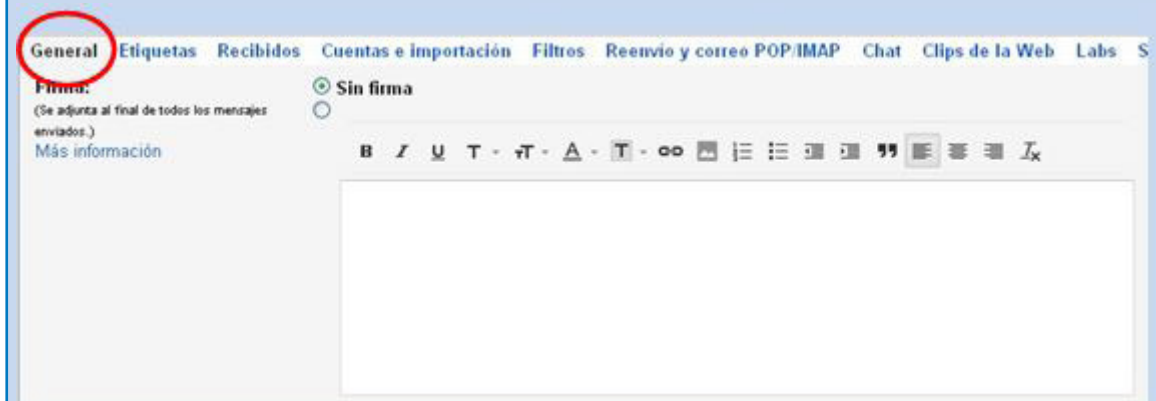 General Etiquetas Recibidos Cuentas e importación Filtros Reenvío y correo POP/IMAP Chat Clips de la Web Labs S
Firma:
(Se adjunta al final de todos los mensajes
enviados.)
Más información
Sin firma
B I U T T A T